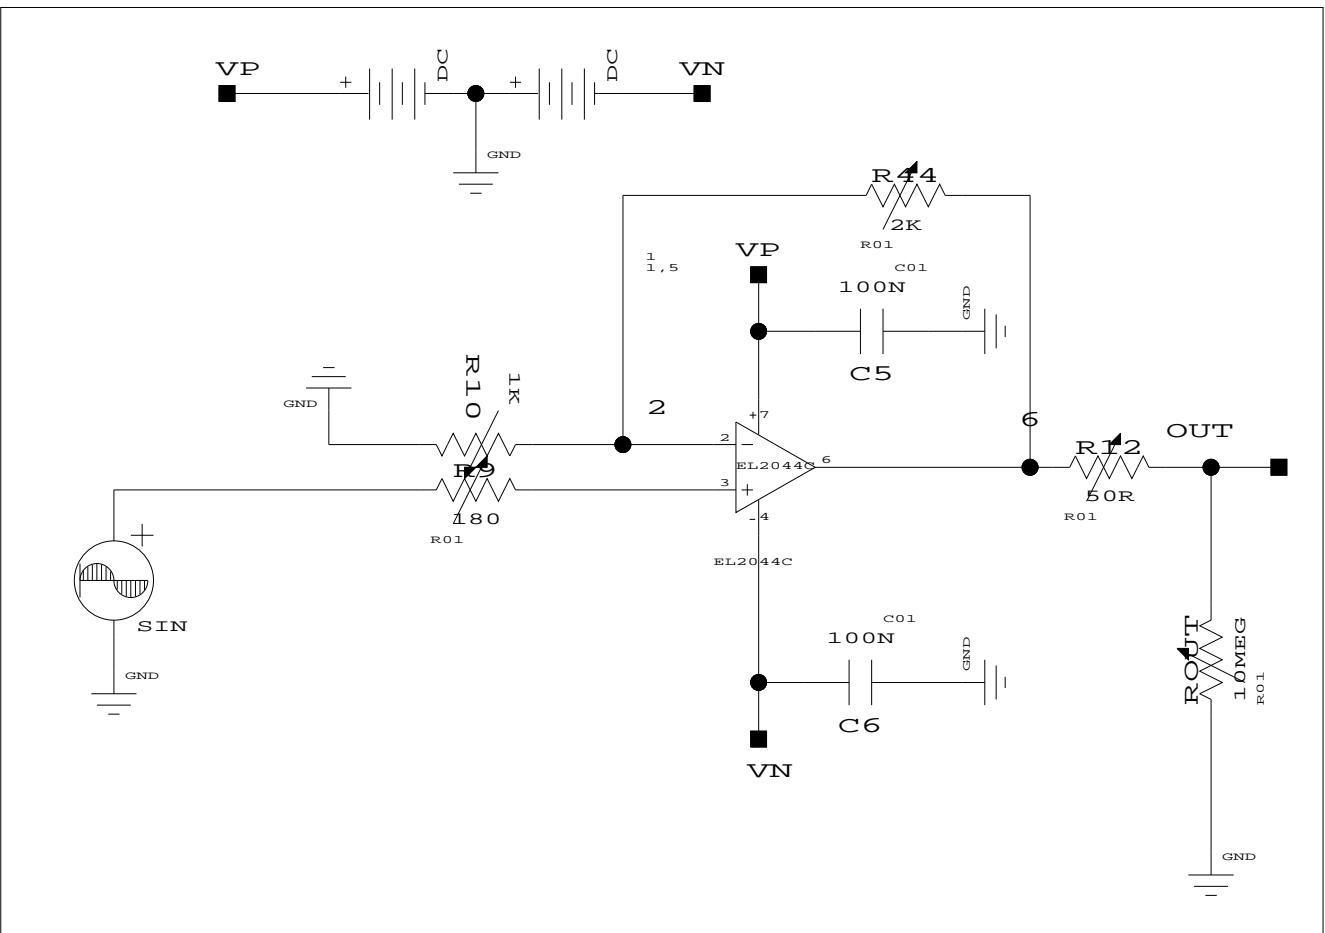 DC
DC
VP
VN
+
+
GND
R44
2K
R01
VP
1
1,5
C01
100N
GND
C5
R10
1K
GND
2
+7
6
2
−
R12
OUT
R9
EL2044C
6
3
+
50R
180
-4
R01
R01
+
EL2044C
SIN
C01
100N
GND
ROUT
10MEG
R01
GND
C6
VN
GND